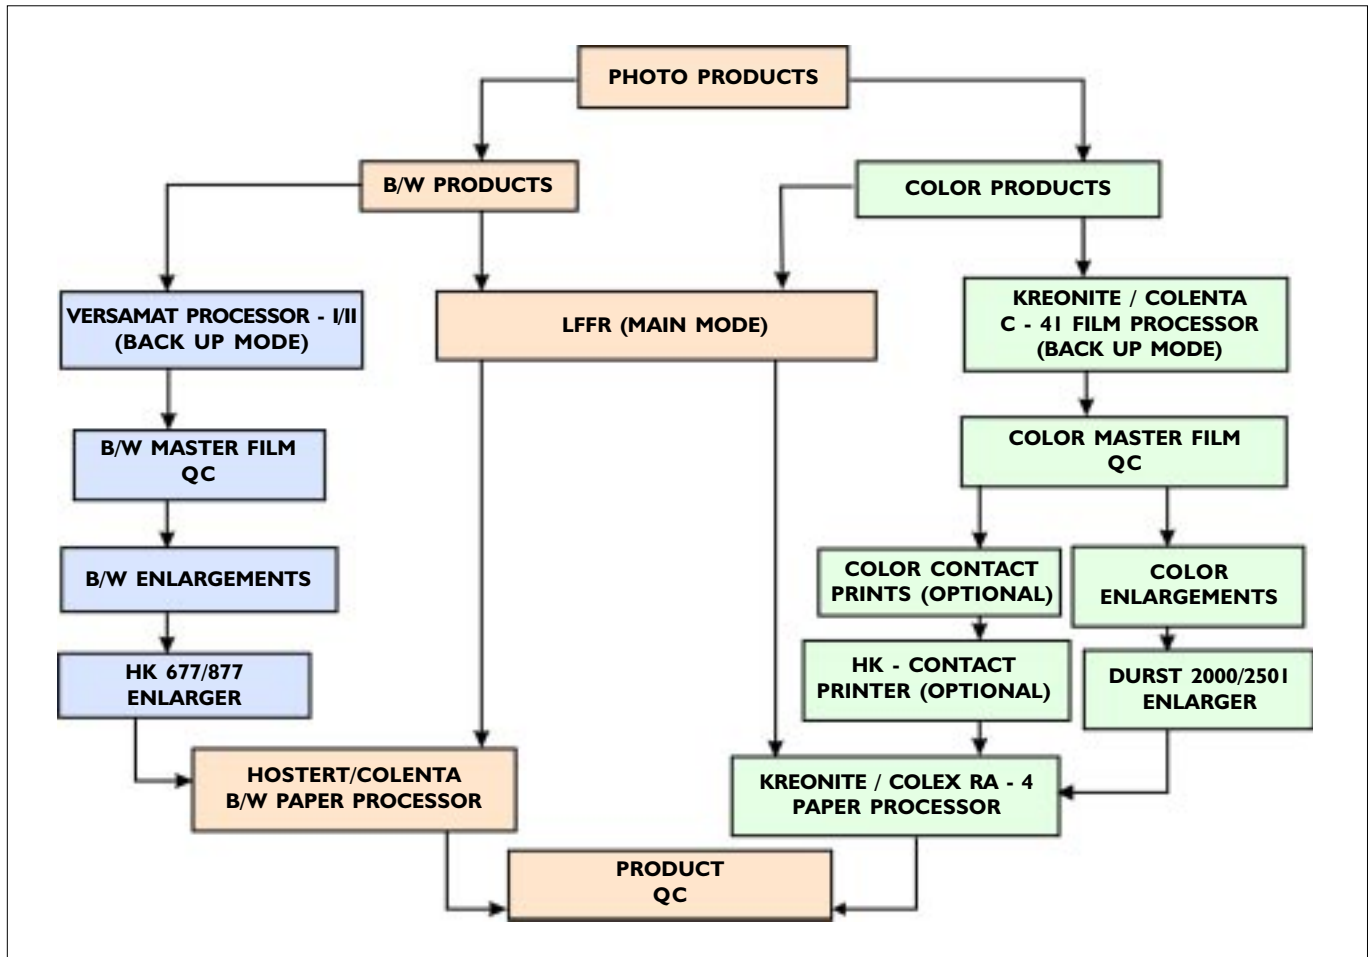 PHOTO PRODUCTS
B/W PRODUCTS
COLOR PRODUCTS
VERSAMAT PROCESSOR - I/II
(BACK UP MODE)
LFFR (MAIN MODE)
KREONITE / COLENTA
C - 41 FILM PROCESSOR
(BACK UP MODE)
B/W MASTER FILM
QC
COLOR MASTER FILM
QC
B/W ENLARGEMENTS
COLOR CONTACT
PRINTS (OPTIONAL)
COLOR
ENLARGEMENTS
HK 677/877
ENLARGER
HK - CONTACT
PRINTER (OPTIONAL)
DURST 2000/2501
ENLARGER
HOSTERT/COLENTA
B/W PAPER PROCESSOR
KREONITE / COLEX RA - 4
PAPER PROCESSOR
PRODUCT
QC